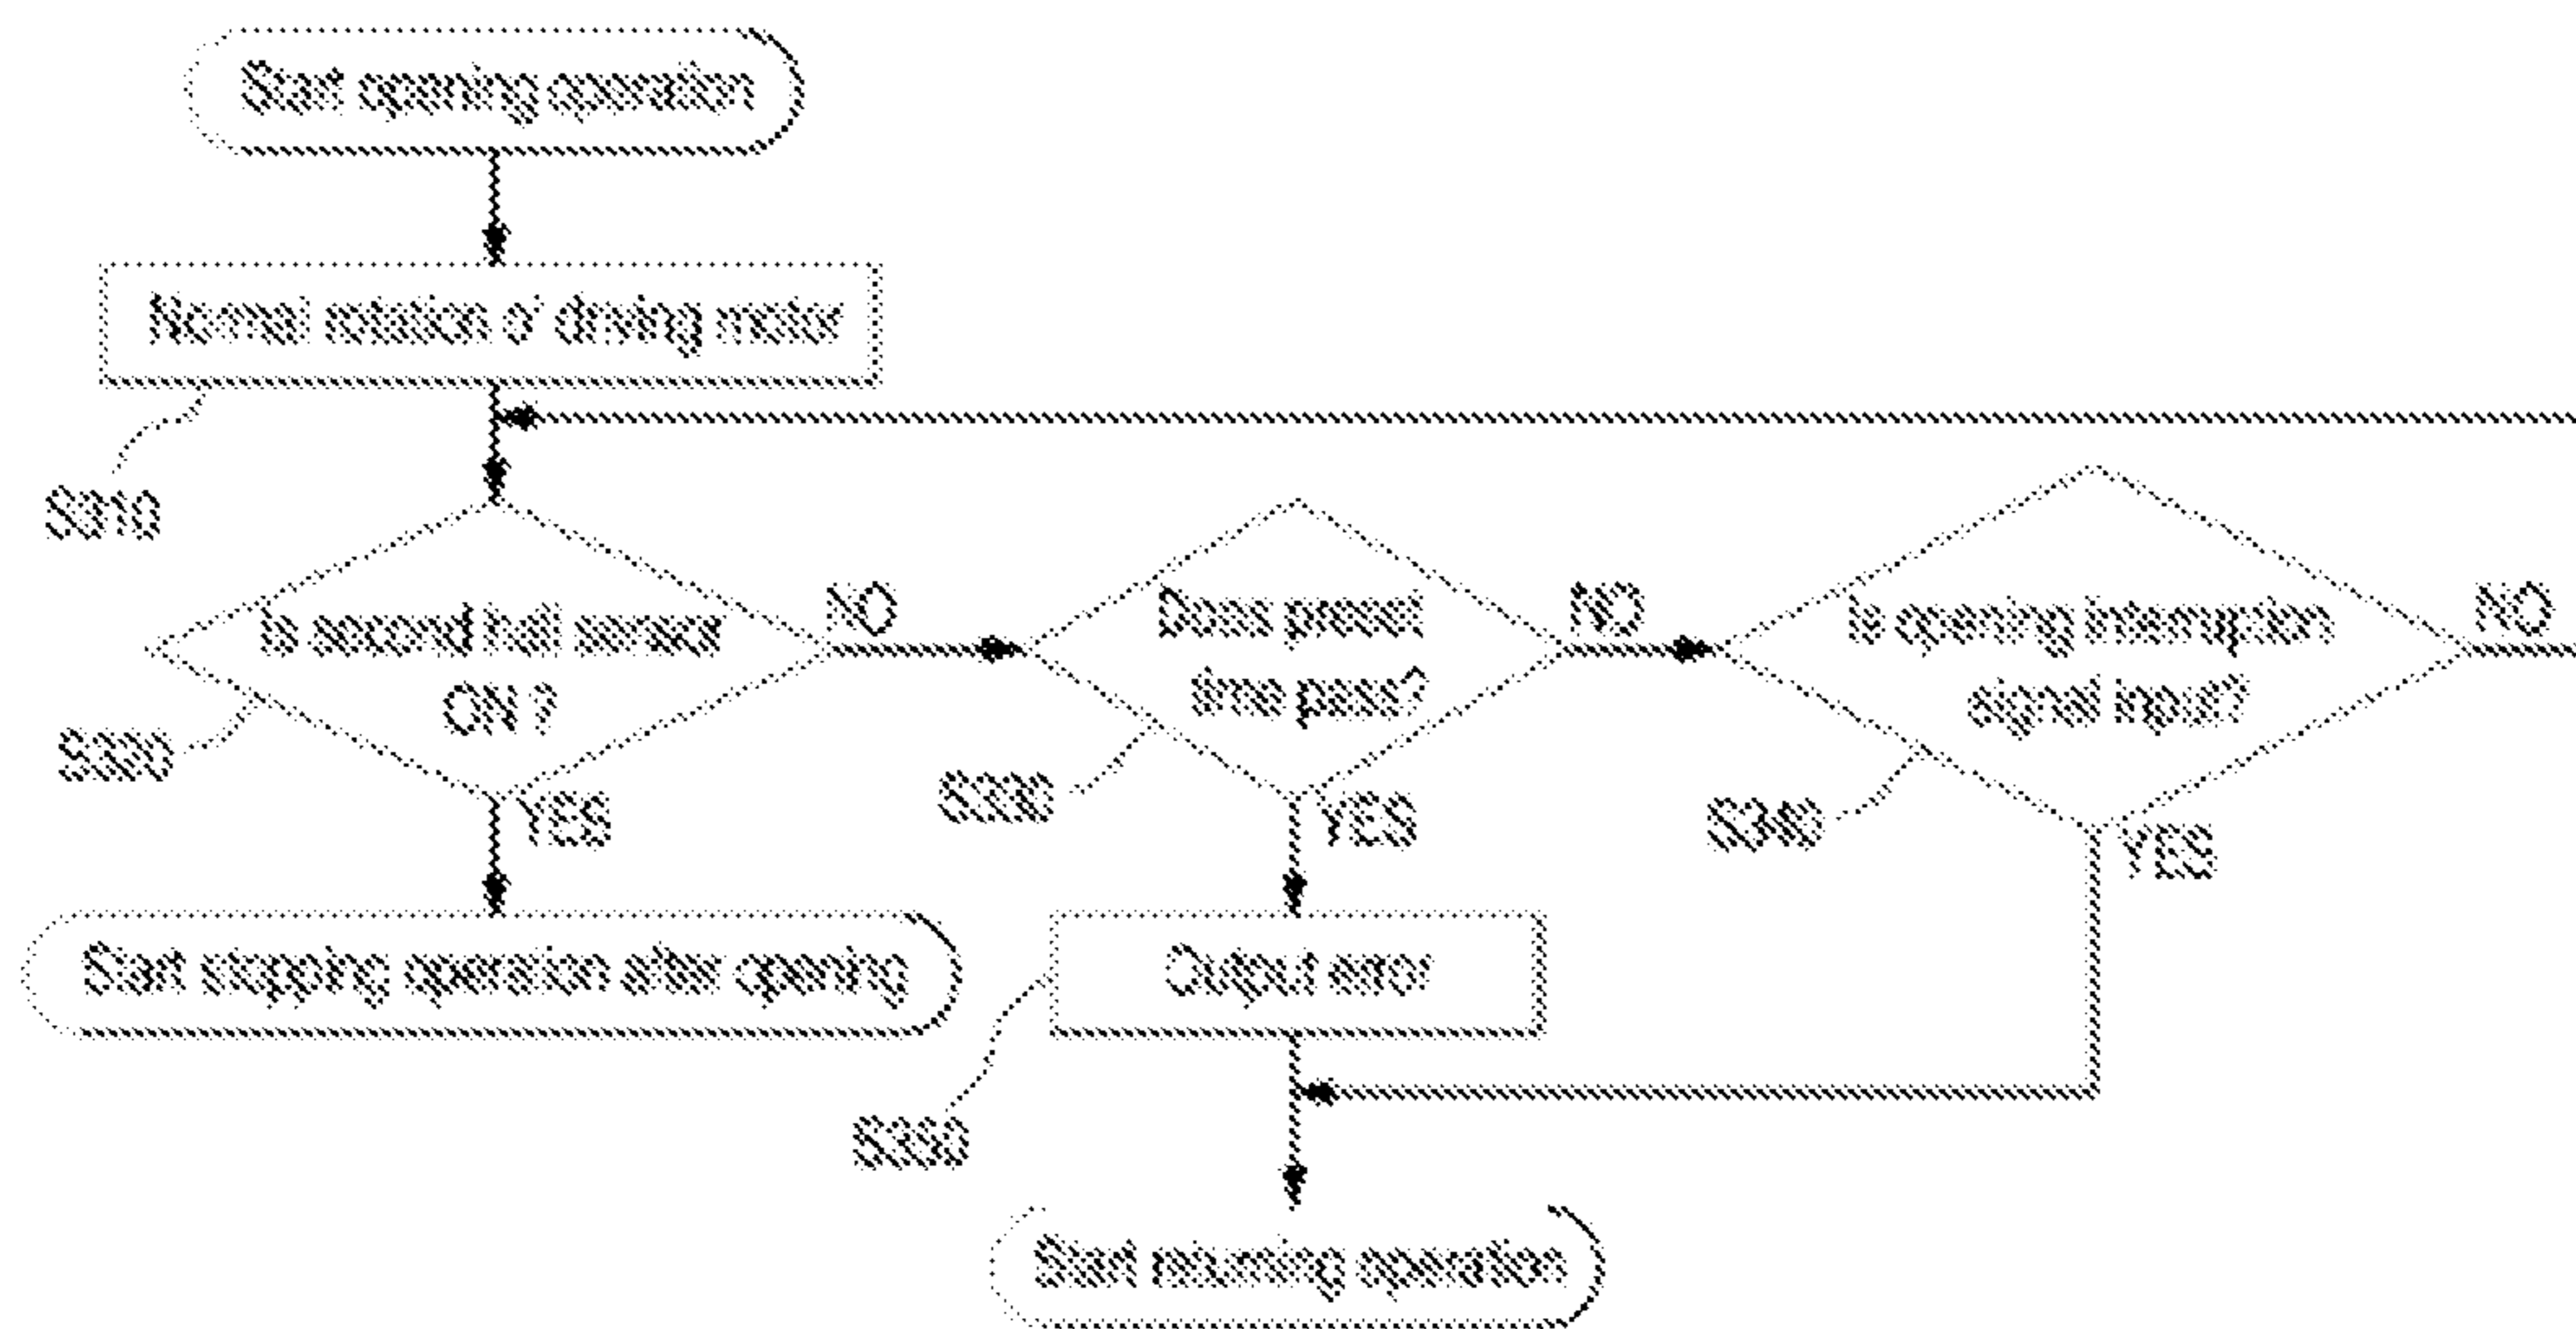 Start opening operation
Normal rotation of driving motor
S310
Is second hall sensor
ON ?
NO
S320
YES
Does preset
time pass?
NO
S330
YES
Is opening interruption
signal input?
NO
S340
YES
Start stopping operation after opening
Output error
S350
Start returning operation